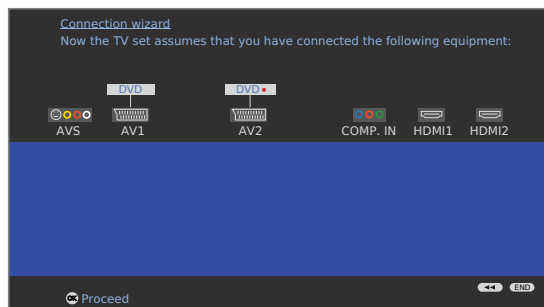 Connection wizard
Now the TV set assumes that you have connected the following equipment:
DVD DVD
AVS AV1 AV2 COMP. IN HDMI1 HDMI2
END
OK Proceed